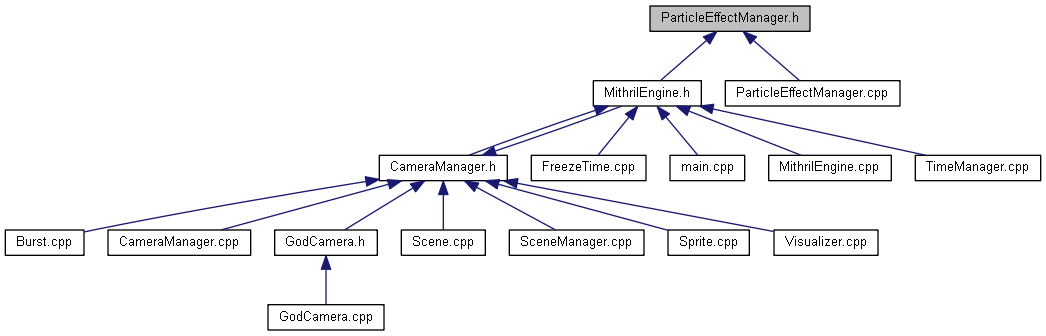 ParticleEffectManager.h
MithrilEngine.h
ParticleEffectManager.cpp
CameraManager.h
FreezeTime.cpp
main.cpp
MithrilEngine.cpp
TimeManager.cpp
Burst.cpp
CameraManager.cpp
GodCamera.h
Scene.cpp
SceneManager.cpp
Sprite.cpp
Visualizer.cpp
GodCamera.cpp